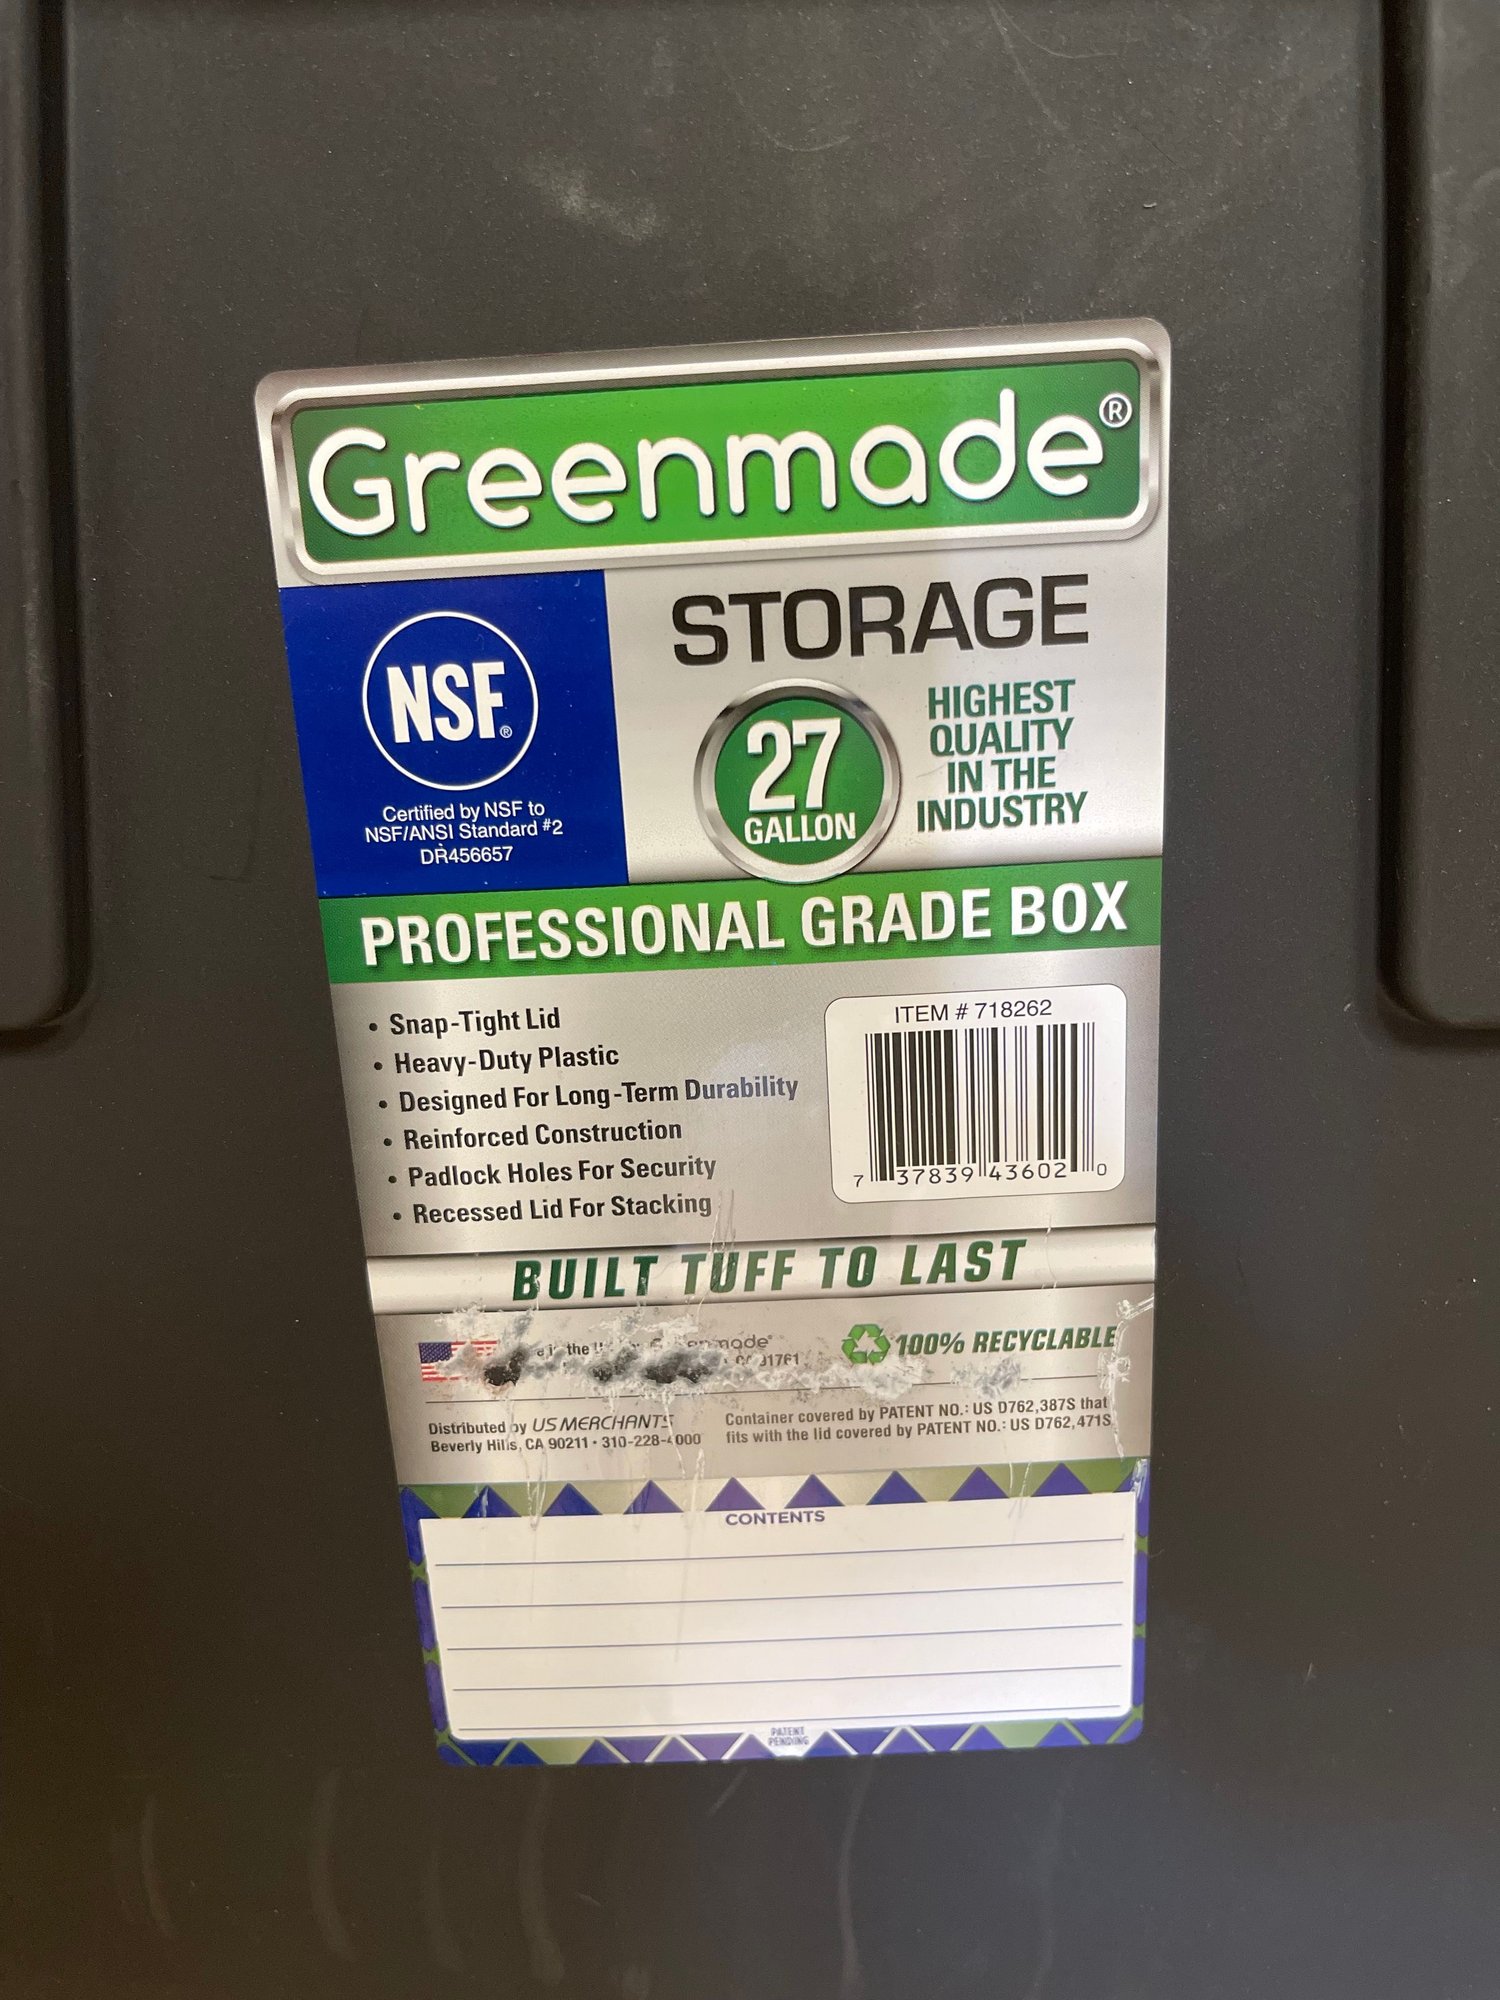 Greenmade®
NSF®
Certified by NSF to
NSF/ANSI Standard #2
DR456657
STORAGE
27
GALLON
HIGHEST
QUALITY
IN THE
INDUSTRY
PROFESSIONAL GRADE BOX
• Snap-Tight Lid
• Heavy-Duty Plastic
• Designed For Long-Term Durability
• Reinforced Construction
• Padlock Holes For Security
• Recessed Lid For Stacking
ITEM # 718262
7 37839 43602 0
BUILT TUFF TO LAST
the
100% RECYCLABLE
Distributed by US MERCHANTS
Beverly Hills, CA 90211 • 310-228-4000
Container covered by PATENT NO.: US D762,387S that
fits with the lid covered by PATENT NO.: US D762,471S
CONTENTS
PATENT
PENDING